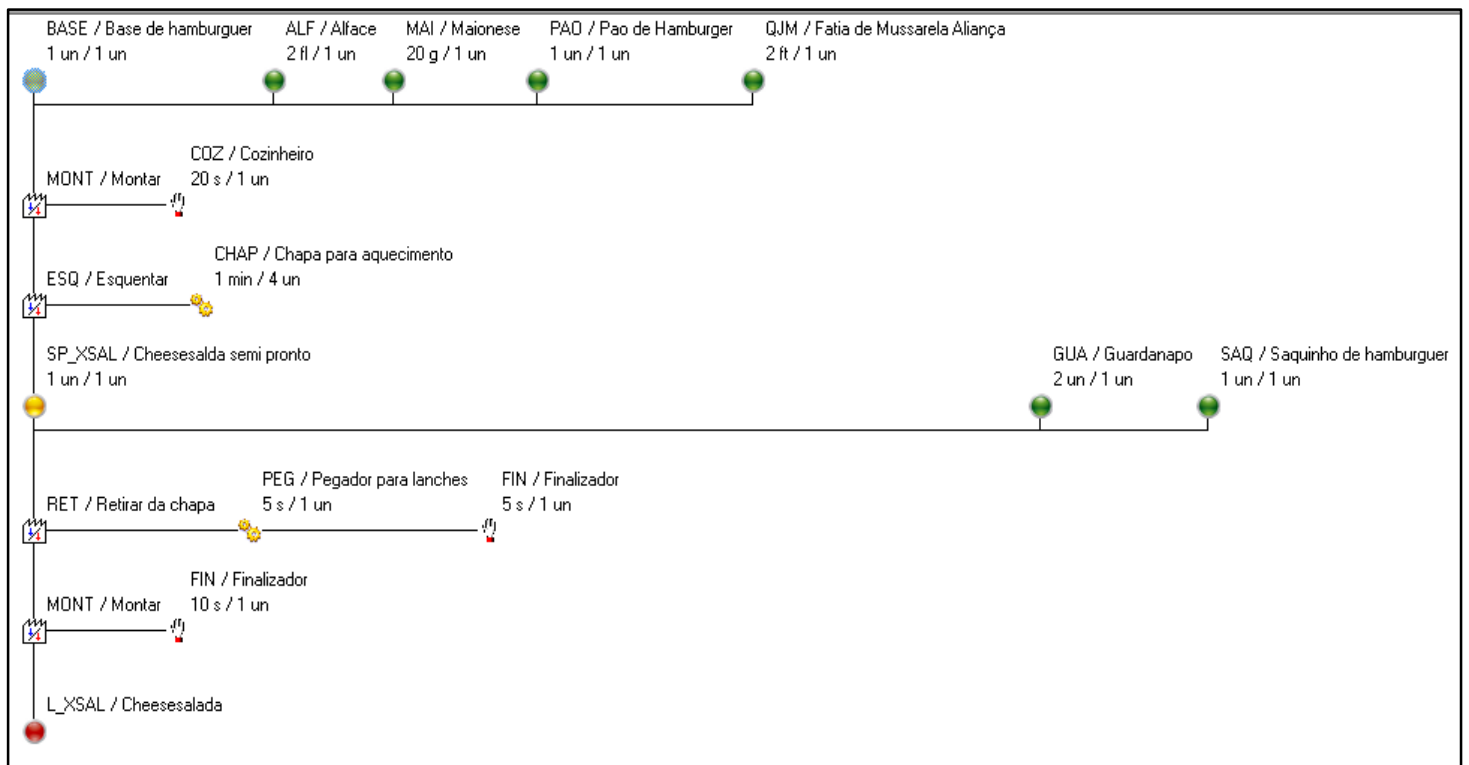 BASE / Base de hamburguer
1 un / 1 un
ALF / Alface
2 fl / 1 un
MAI / Maionese
20 g / 1 un
PAO / Pao de Hamburger
1 un / 1 un
QJM / Fatia de Mussarela Aliança
2 ft / 1 un
MONT / Montar
COZ / Cozinheiro
20 s / 1 un
ESQ / Esquentar
CHAP / Chapa para aquecimento
1 min / 4 un
SP_XSAL / Cheesesalda semi pronto
1 un / 1 un
GUA / Guardanapo
2 un / 1 un
SAQ / Saquinho de hamburguer
1 un / 1 un
RET / Retirar da chapa
PEG / Pegador para lanches
5 s / 1 un
FIN / Finalizador
5 s / 1 un
MONT / Montar
FIN / Finalizador
10 s / 1 un
L_XSAL / Cheesesalada